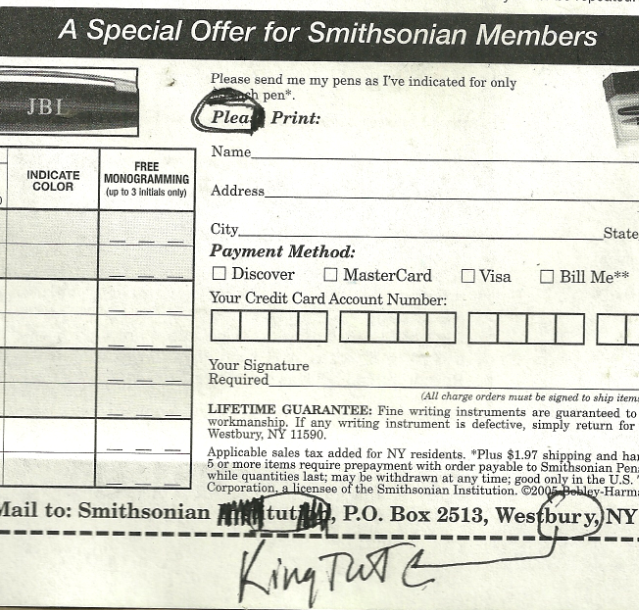 A Special Offer for Smithsonian Members
JBL
Please send me my pens as I've indicated for only
pen*.
Please Print:
INDICATE
COLOR
FREE
MONOGRAMMING
(up to 3 initials only)
Name
Address
City State
Payment Method:
Discover MasterCard Visa Bill Me**
Your Credit Card Account Number:
Your Signature
Required
(All charge orders must be signed to ship items
LIFETIME GUARANTEE: Fine writing instruments are guaranteed to
workmanship. If any writing instrument is defective, simply return for
Westbury, NY 11590.
Applicable sales tax added for NY residents. *Plus $1.97 shipping and
5 or more items require prepayment with order payable to Smithsonian
while quantities last; may be withdrawn at any time; good only in the U.S.
Corporation, a licensee of the Smithsonian Institution. ©2005
Mail to: Smithsonian tut, P.O. Box 2513, Westbury, NY
King Tut